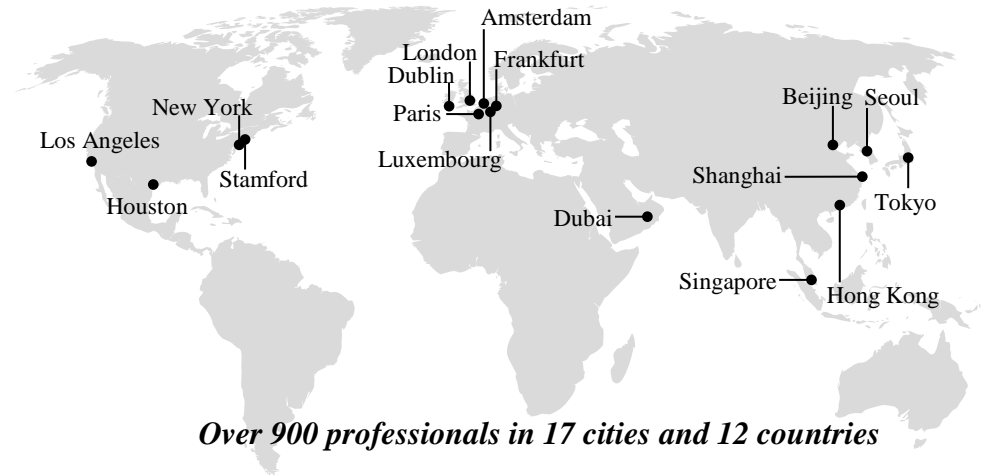 Amsterdam
London
Frankfurt
Dublin
Beijing
Seoul
New York
Paris
Los Angeles
Luxembourg
Stamford
Shanghai
Houston
Tokyo
Dubai
Singapore
Hong Kong
Over 900 professionals in 17 cities and 12 countries